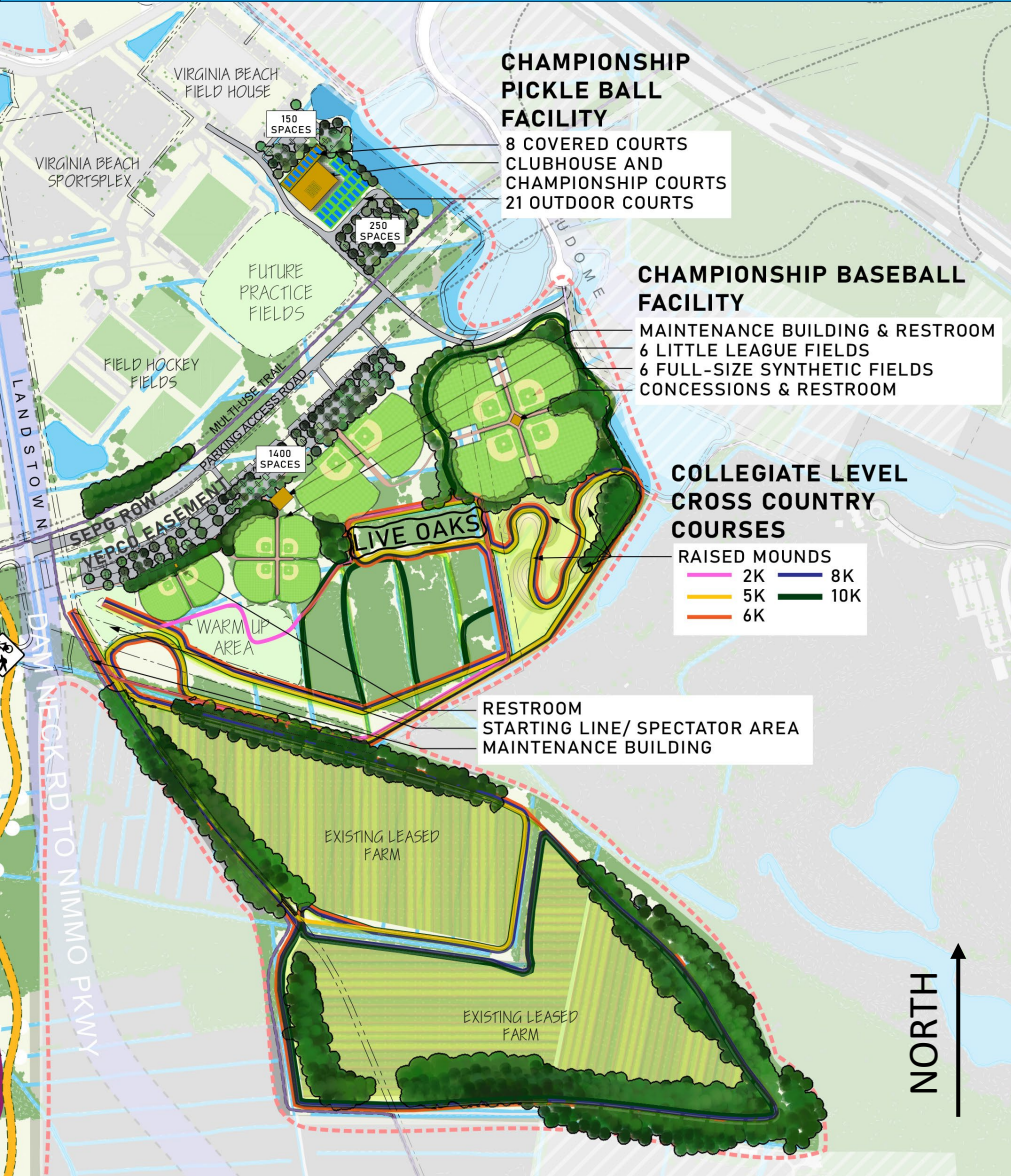 VIRGINIA BEACH
FIELD HOUSE
150
SPACES
VIRGINIA BEACH
SPORTSPLEX
CHAMPIONSHIP
PICKLE BALL
FACILITY
8 COVERED COURTS
CLUBHOUSE AND
CHAMPIONSHIP COURTS
21 OUTDOOR COURTS
250
SPACES
FUTURE
PRACTICE
FIELDS
CHAMPIONSHIP BASEBALL
FACILITY
MAINTENANCE BUILDING & RESTROOM
6 LITTLE LEAGUE FIELDS
6 FULL-SIZE SYNTHETIC FIELDS
CONCESSIONS & RESTROOM
FIELD HOCKEY
FIELDS
LANDSTOWN
MULTI-USE TRAIL
PARKING ACCESS ROAD
1400
SPACES
SEPG ROW
VEPCO EASEMENT
LIVE OAKS
COLLEGIATE LEVEL
CROSS COUNTRY
COURSES
RAISED MOUNDS
2K
8K
5K
10K
6K
WARM UP
AREA
DAM NECK RD TO NIMMO PKWY
RESTROOM
STARTING LINE/ SPECTATOR AREA
MAINTENANCE BUILDING
EXISTING LEASED
FARM
EXISTING LEASED
FARM
NORTH